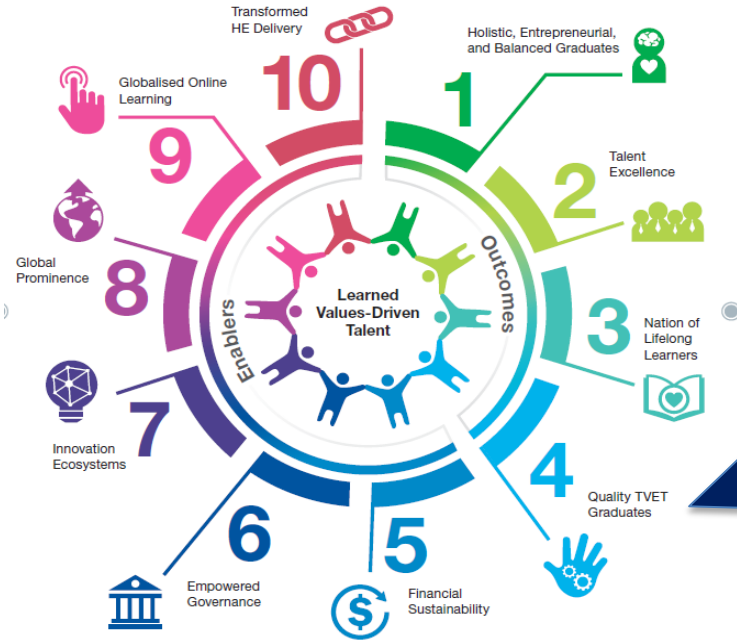 Transformed
HE Delivery
10
Holistic, Entrepreneurial,
and Balanced Graduates
1
Globalised Online
Learning
9
Talent
Excellence
2
Global
Prominence
8
Enablers
Learned
Values-Driven
Talent
Outcomes
3
Nation of
Lifelong
Learners
Innovation
Ecosystems
7
4
Quality TVET
Graduates
6
Empowered
Governance
5
Financial
Sustainability
$